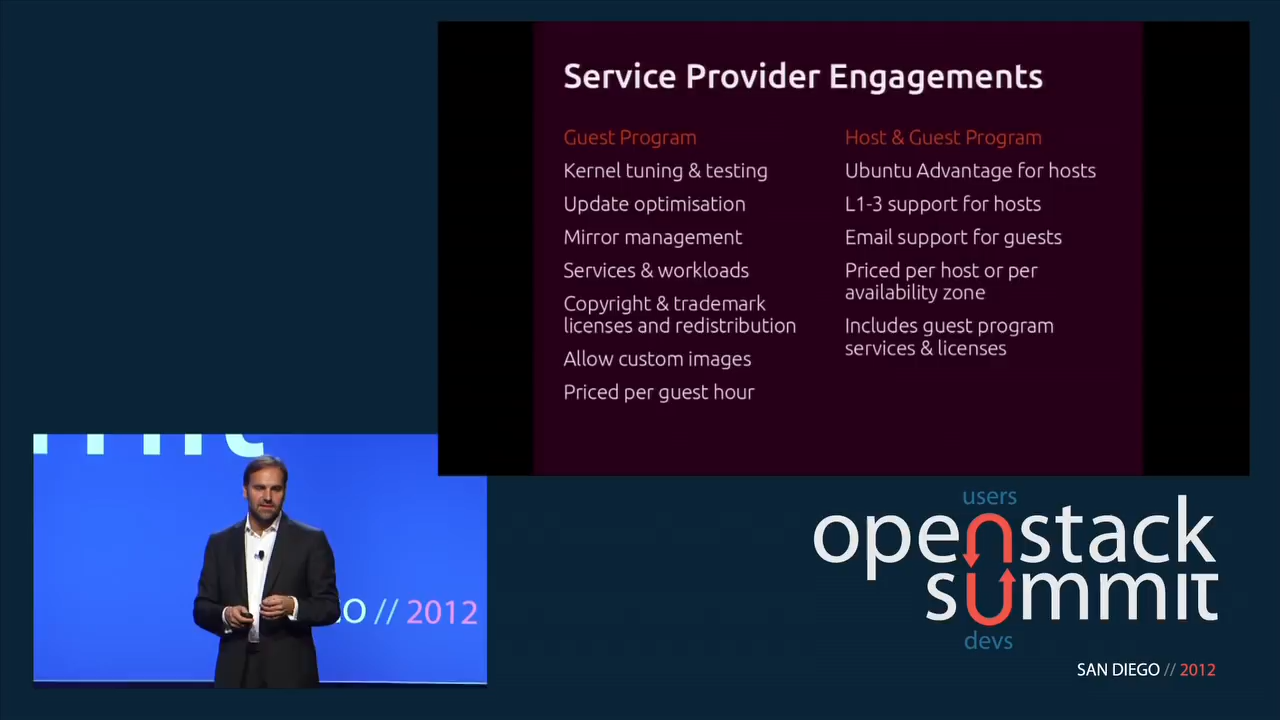 Service Provider Engagements
Guest Program
Kernel tuning & testing
Update optimisation
Mirror management
Services & workloads
Copyright & trademark
licenses and redistribution
Allow custom images
Priced per guest hour
Host & Guest Program
Ubuntu Advantage for hosts
L1-3 support for hosts
Email support for guests
Priced per host or per
availability zone
Includes guest program
services & licenses
GO // 2012
users
openstack
summit
devs
SAN DIEGO // 2012